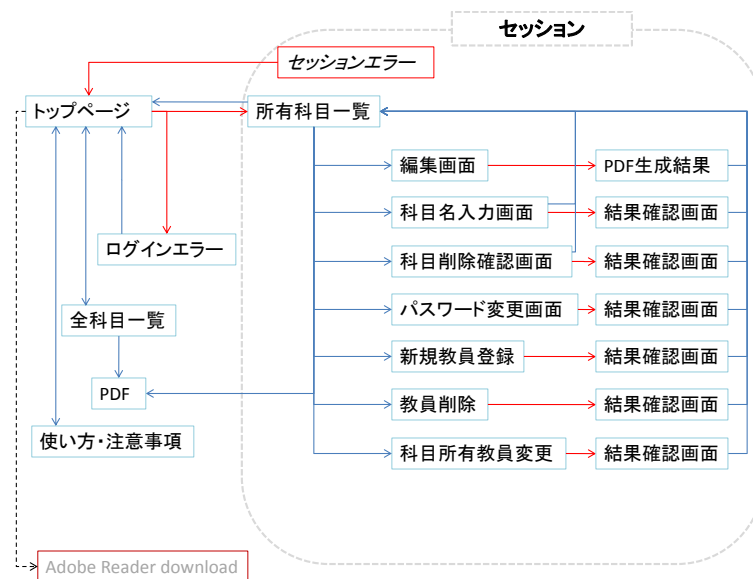 セッション
セッションエラー
トップページ
所有科目一覧
編集画面
PDF生成結果
科目名入力画面
結果確認画面
ログインエラー
科目削除確認画面
結果確認画面
全科目一覧
パスワード変更画面
結果確認画面
新規教員登録
結果確認画面
PDF
教員削除
結果確認画面
使い方・注意事項
科目所有教員変更
結果確認画面
Adobe Reader download